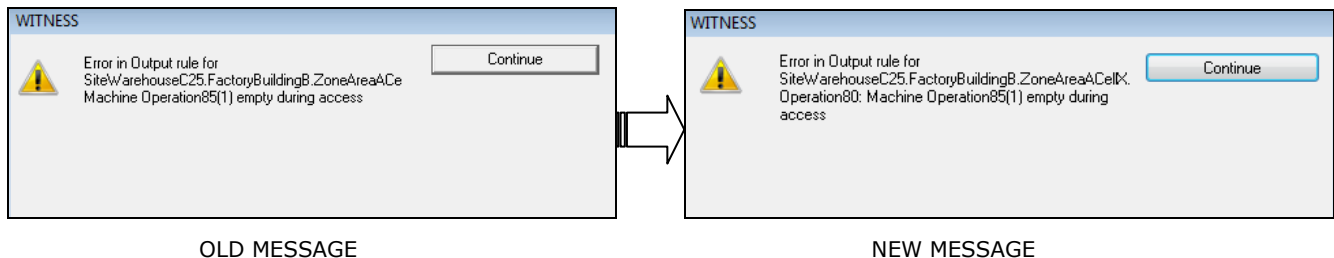 WITNESS
Error in Output rule for
SiteWarehouseC25.FactoryBuildingB.ZoneAreaACe
Machine Operation85(1) empty during access
Continue
WITNESS
Error in Output rule for
SiteWarehouseC25.FactoryBuildingB.ZoneAreaACellX.
Operation80: Machine Operation85(1) empty during
access
Continue
OLD MESSAGE
NEW MESSAGE